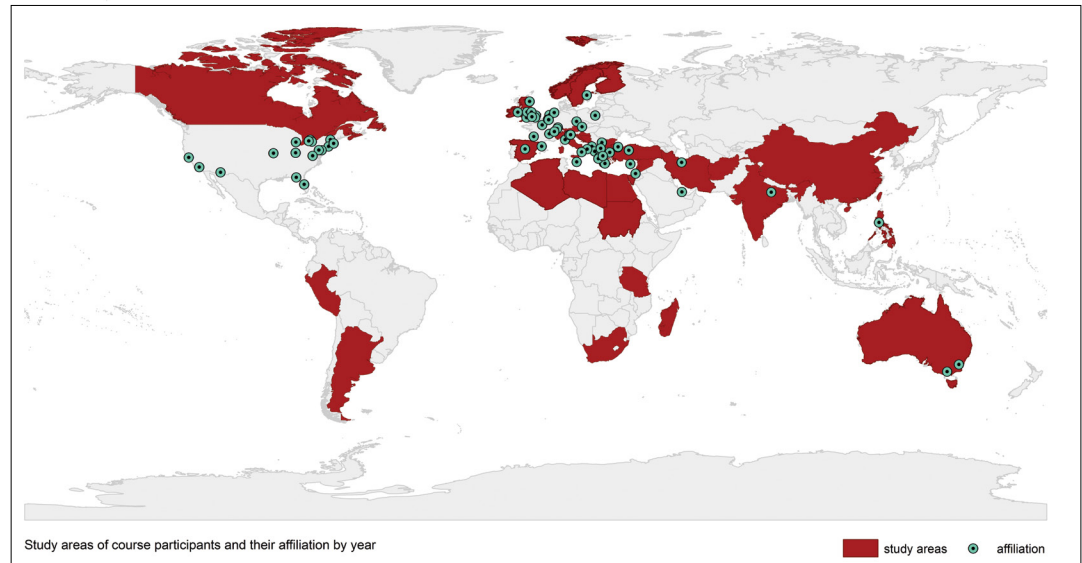 Study areas of course participants and their affiliation by year
study areas
affiliation